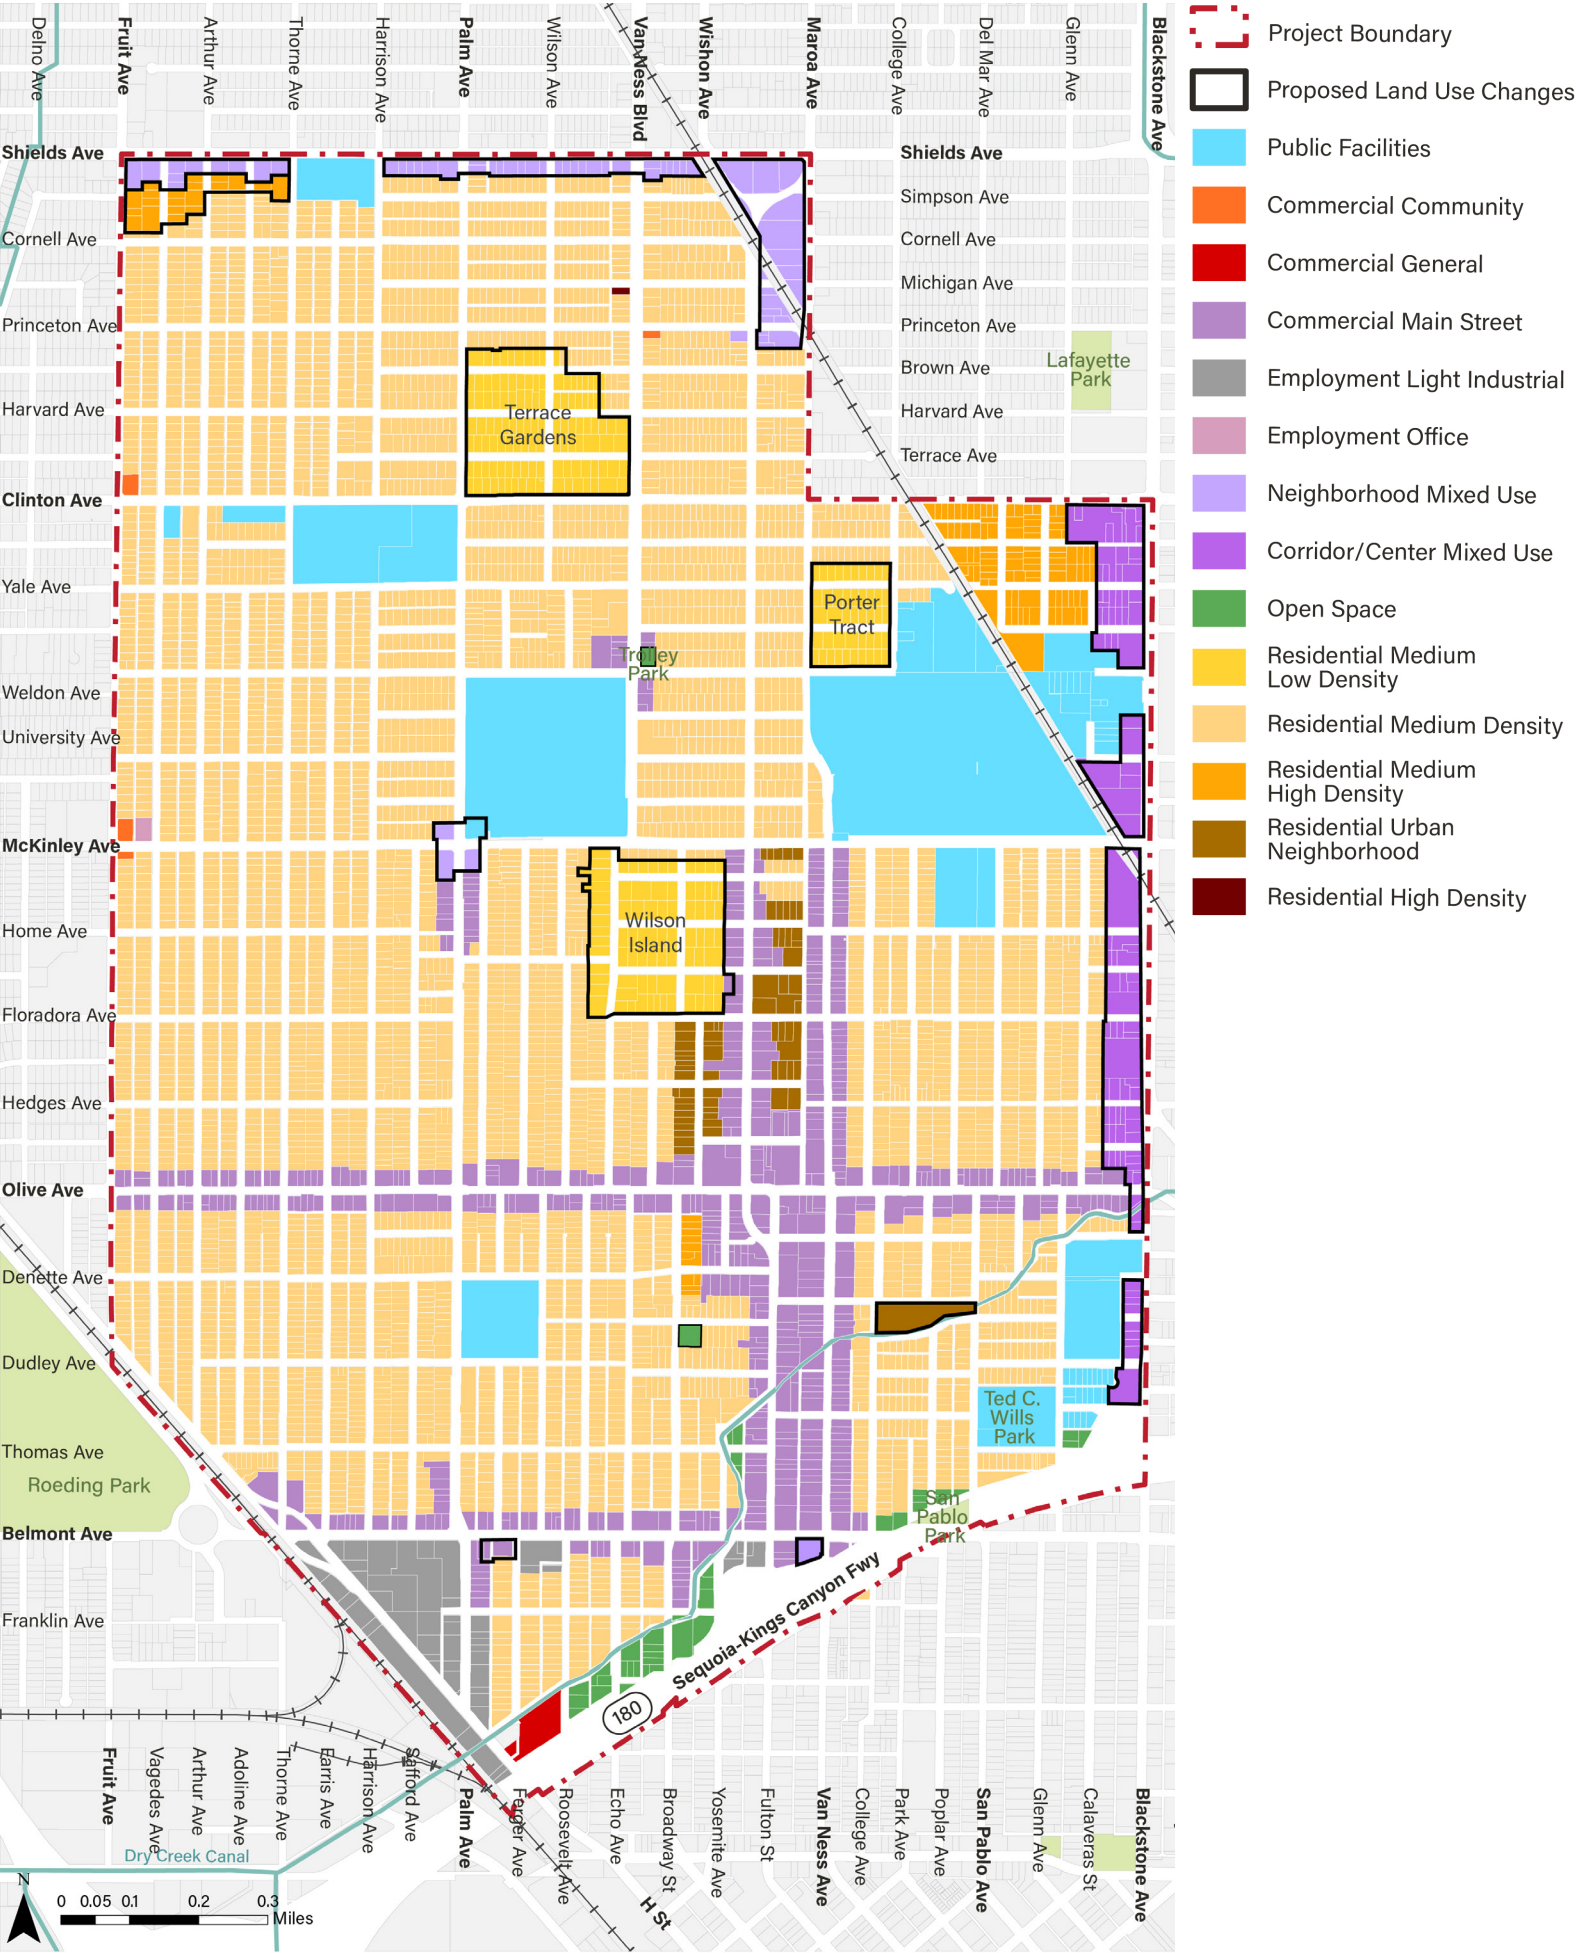 Delno Ave
Fruit Ave
Arthur Ave
Thorne Ave
Harrison Ave
Palm Ave
Wilson Ave
Van Ness Blvd
Wishon Ave
Maroa Ave
College Ave
Del Mar Ave
Glenn Ave
Blackstone Ave
Project Boundary
Proposed Land Use Changes
Public Facilities
Commercial Community
Commercial General
Commercial Main Street
Employment Light Industrial
Employment Office
Neighborhood Mixed Use
Corridor/Center Mixed Use
Open Space
Residential Medium
Low Density
Residential Medium Density
Residential Medium
High Density
Residential Urban
Neighborhood
Residential High Density
Shields Ave
Cornell Ave
Princeton Ave
Harvard Ave
Clinton Ave
Yale Ave
Weldon Ave
University Ave
McKinley Ave
Home Ave
Floradora Ave
Hedges Ave
Olive Ave
Denette Ave
Dudley Ave
Thomas Ave
Roeding Park
Belmont Ave
Franklin Ave
Shields Ave
Simpson Ave
Cornell Ave
Michigan Ave
Princeton Ave
Brown Ave
Harvard Ave
Terrace Ave
Lafayette
Park
Terrace
Gardens
Porter
Tract
Trolley
Park
Wilson
Island
Ted C.
Wills
Park
San
Pablo
Park
Sequoia-Kings Canyon Fwy
180
Fruit Ave
Vagedes Ave
Arthur Ave
Adoline Ave
Thorne Ave
Farris Ave
Harrison Ave
Safford Ave
Palm Ave
Ferger Ave
Roosevelt Ave
Echo Ave
Broadway St
Yosemite Ave
Fulton St
Van Ness Ave
College Ave
Park Ave
Poplar Ave
San Pablo Ave
Glenn Ave
Calaveras St
Blackstone Ave
H St
Dry Creek Canal
N
0 0.05 0.1 0.2 0.3
Miles